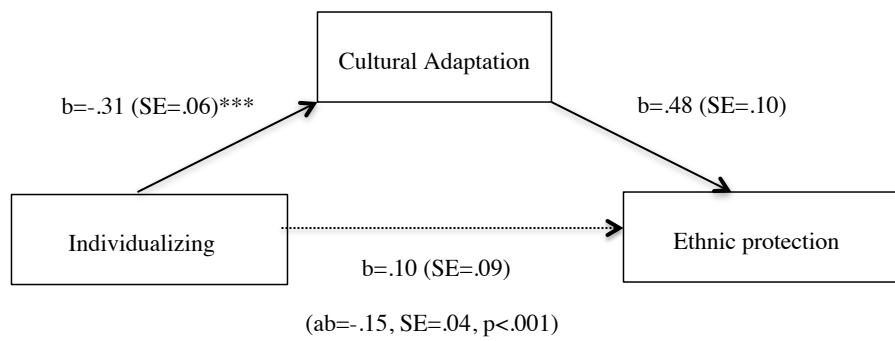 Cultural Adaptation
b=-.31 (SE=.06)***
b=.48 (SE=.10)
Individualizing
Ethnic protection
b=.10 (SE=.09)
(ab=-.15, SE=.04, p<.001)